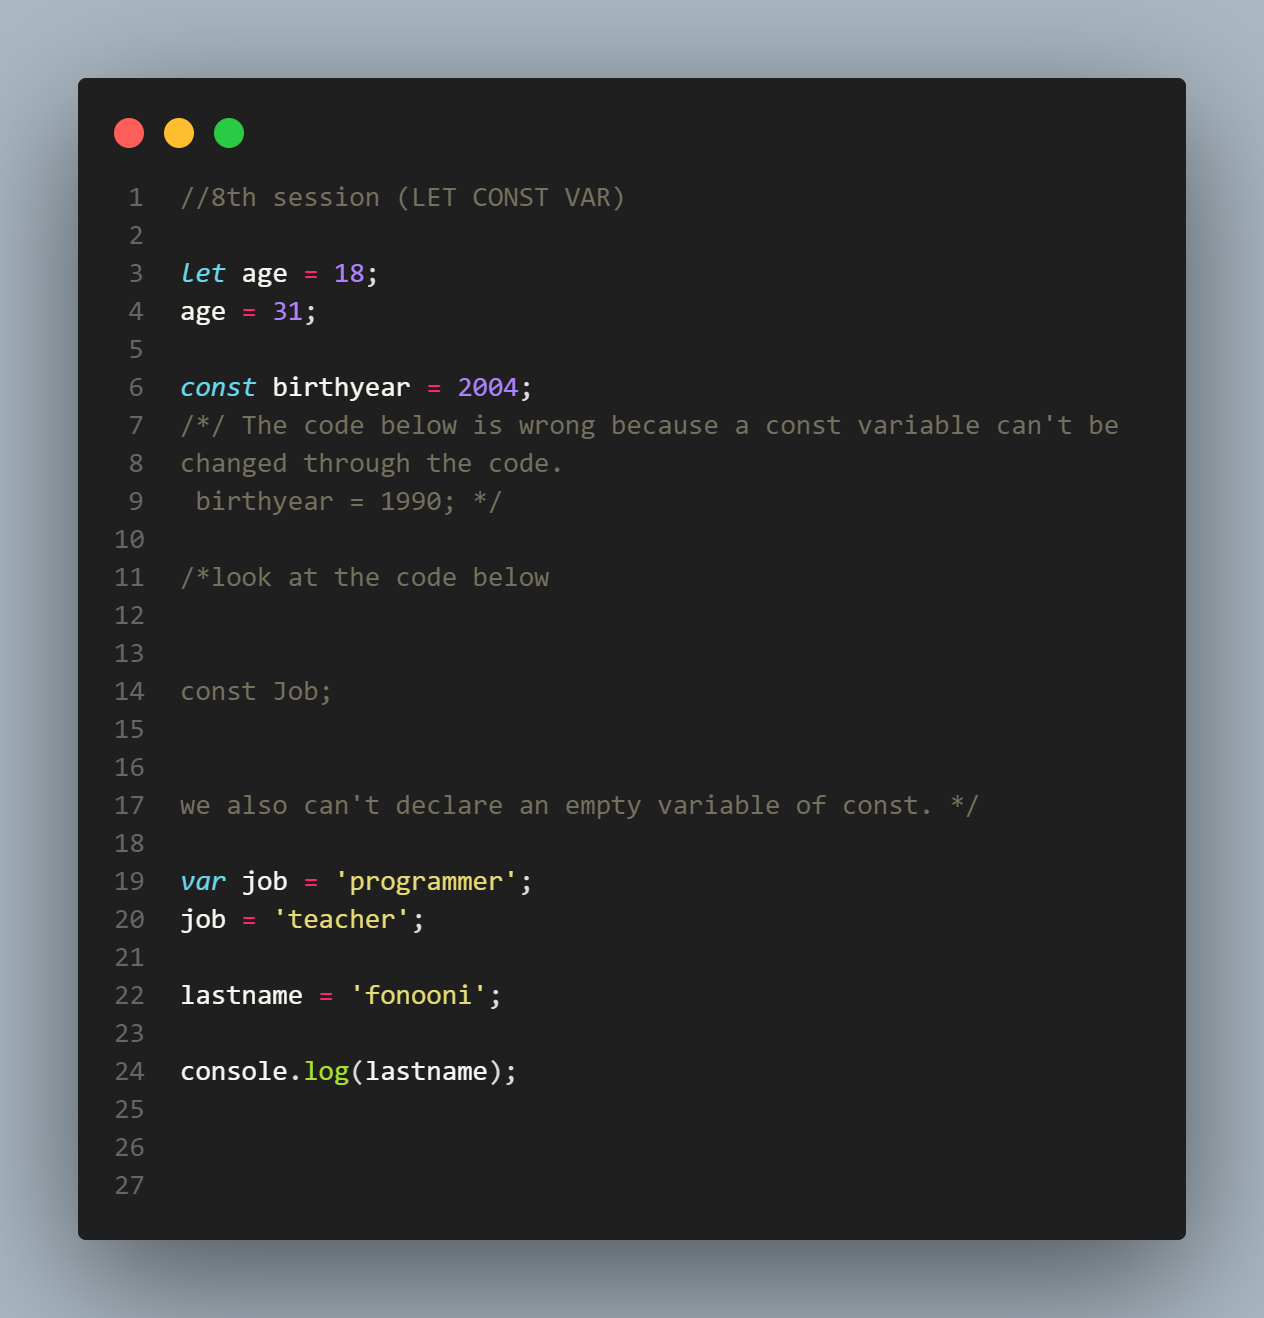 1 //8th session (LET CONST VAR)
2
3 let age = 18;
4 age = 31;
5
6 const birthyear = 2004;
7 /*/ The code below is wrong because a const variable can't be
8 changed through the code.
9  birthyear = 1990; */
10
11 /*look at the code below
12
13
14 const Job;
15
16
17 we also can't declare an empty variable of const. */
18
19 var job = 'programmer';
20 job = 'teacher';
21
22 lastname = 'fonooni';
23
24 console.log(lastname);
25
26
27